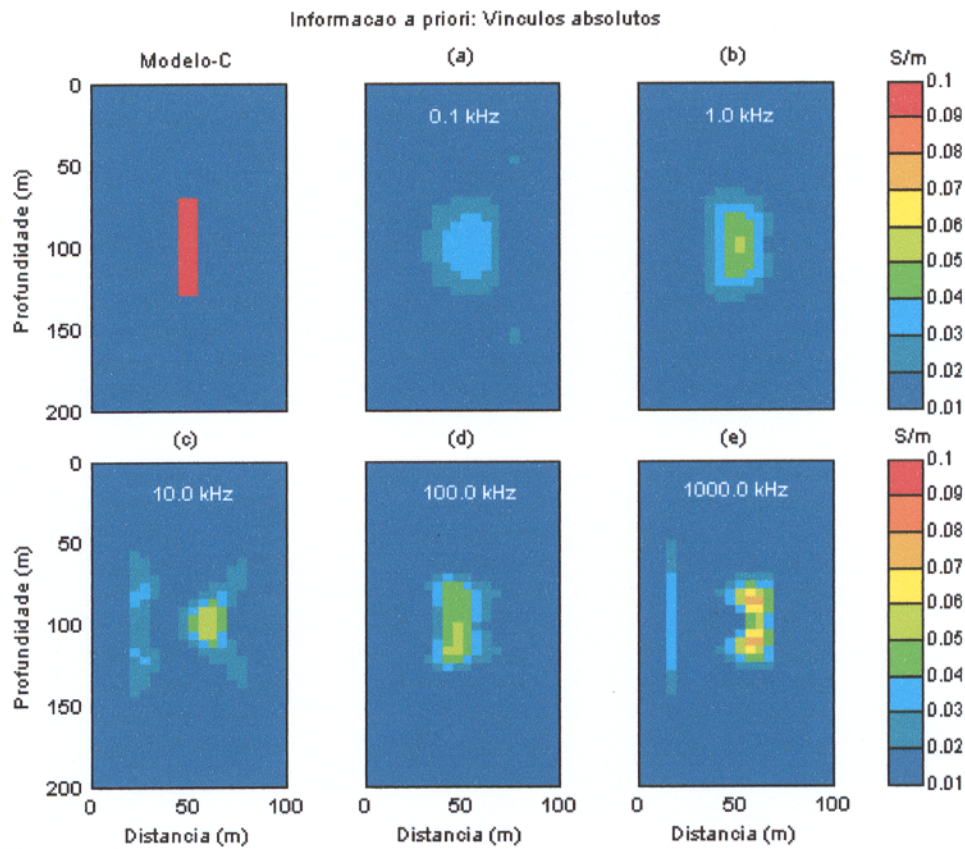 Informacao a priori: Vinculos absolutos
Modelo-C
(a)
(b)
S/m
0
50
100
150
200
Profundidade (m)
0.1 kHz
1.0 kHz
0.1
0.09
0.08
0.07
0.06
0.05
0.04
0.03
0.02
0.01
(c)
(d)
(e)
S/m
0
50
100
150
200
Profundidade (m)
10.0 kHz
100.0 kHz
1000.0 kHz
0.1
0.09
0.08
0.07
0.06
0.05
0.04
0.03
0.02
0.01
0 50 100
0 50 100
0 50 100
Distancia (m)
Distancia (m)
Distancia (m)